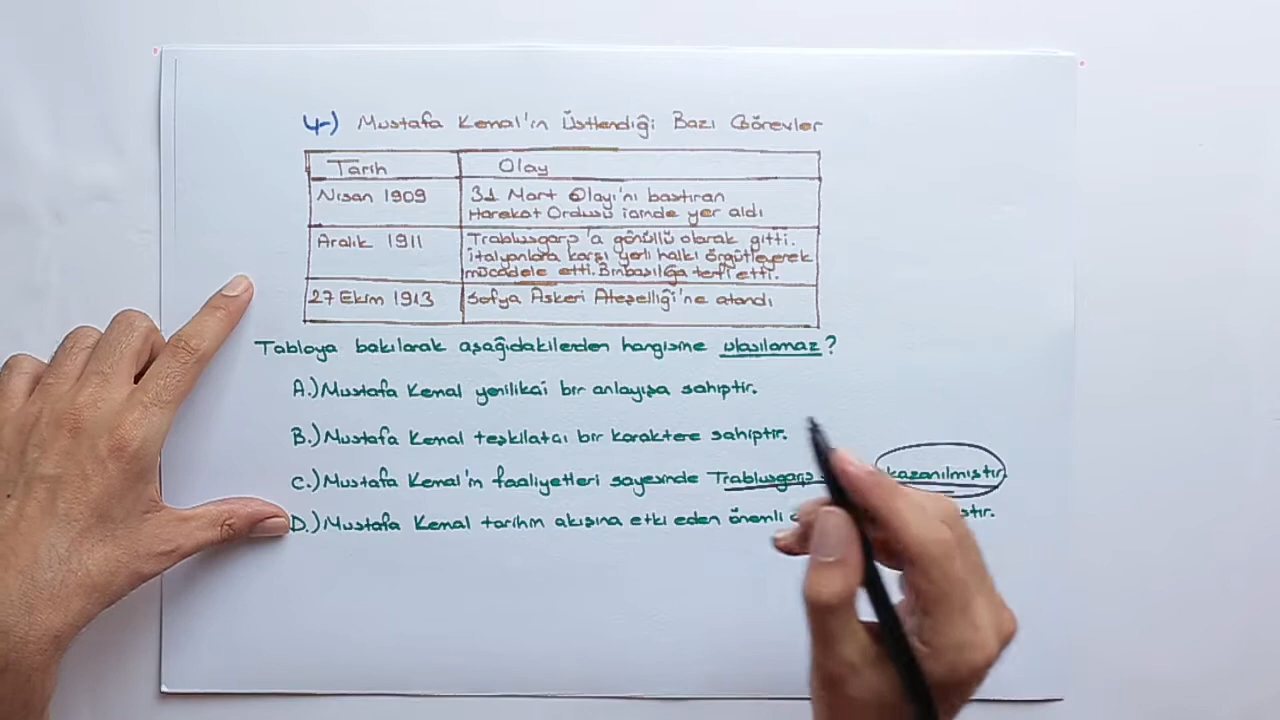 4-) Mustafa Kemal'in Üstlendiği Bazı Görevler
Tarih Olay
Nisan 1909 31 Mart Olayı'nı bastıran
Hareket Ordusu içinde yer aldı
Aralık 1911 Trablusgarp'a gönüllü olarak gitti.
İtalyanlara karşı yerli halkı örgütleyerek
mücadele etti. Binbaşılığa terfi etti.
27 Ekim 1913 Sofya Askeri Ateşelliği'ne atandı
Tabloya bakılarak aşağıdakilerden hangisine ulaşılamaz?
A.) Mustafa Kemal yenilikçi bir anlayışa sahiptir.
B.) Mustafa Kemal teşkilatçı bir karaktere sahiptir.
C.) Mustafa Kemal'in faaliyetleri sayesinde Trablusgarp kazanılmıştır.
D.) Mustafa Kemal tarihin akışına etki eden önemli